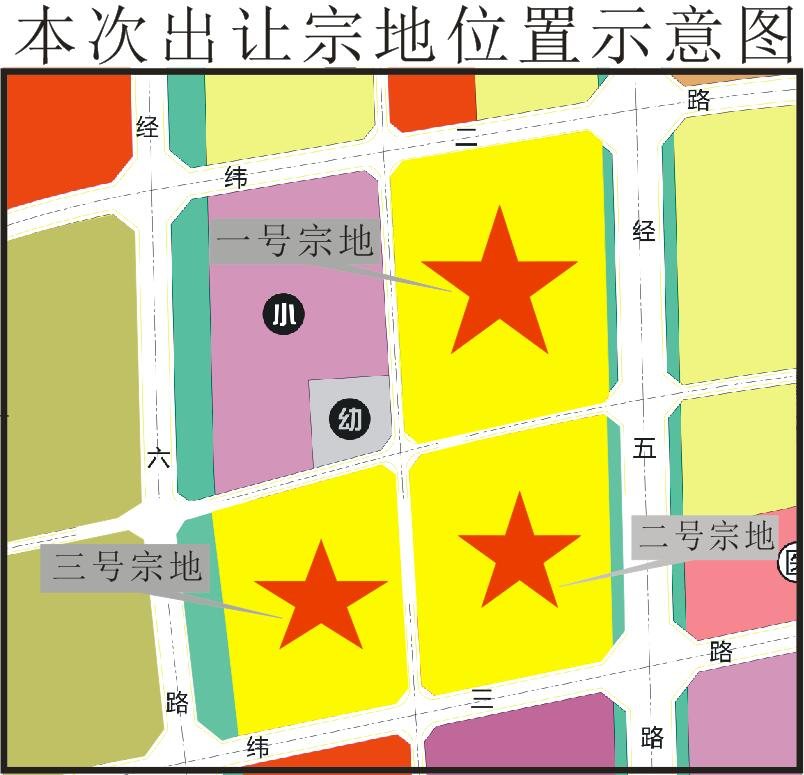 本次出让宗地位置示意图
纬二路
经六路
经五路
一号宗地
小
幼
二号宗地
三号宗地
医
纬三路